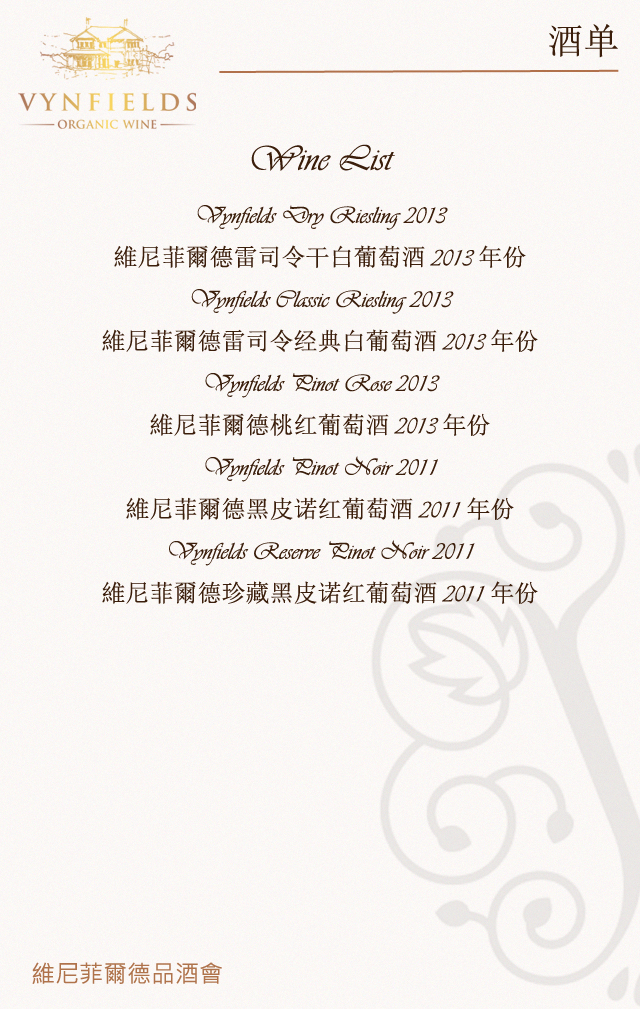 酒单
VYNFIELDS
ORGANIC WINE
Wine List
Vynfields Dry Riesling 2013
維尼菲爾德雷司令干白葡萄酒 2013 年份
Vynfields Classic Riesling 2013
維尼菲爾德雷司令经典白葡萄酒 2013 年份
Vynfields Pinot Rose 2013
維尼菲爾德桃红葡萄酒 2013 年份
Vynfields Pinot Noir 2011
維尼菲爾德黑皮诺红葡萄酒 2011 年份
Vynfields Reserve Pinot Noir 2011
維尼菲爾德珍藏黑皮诺红葡萄酒 2011 年份
維尼菲爾德品酒會